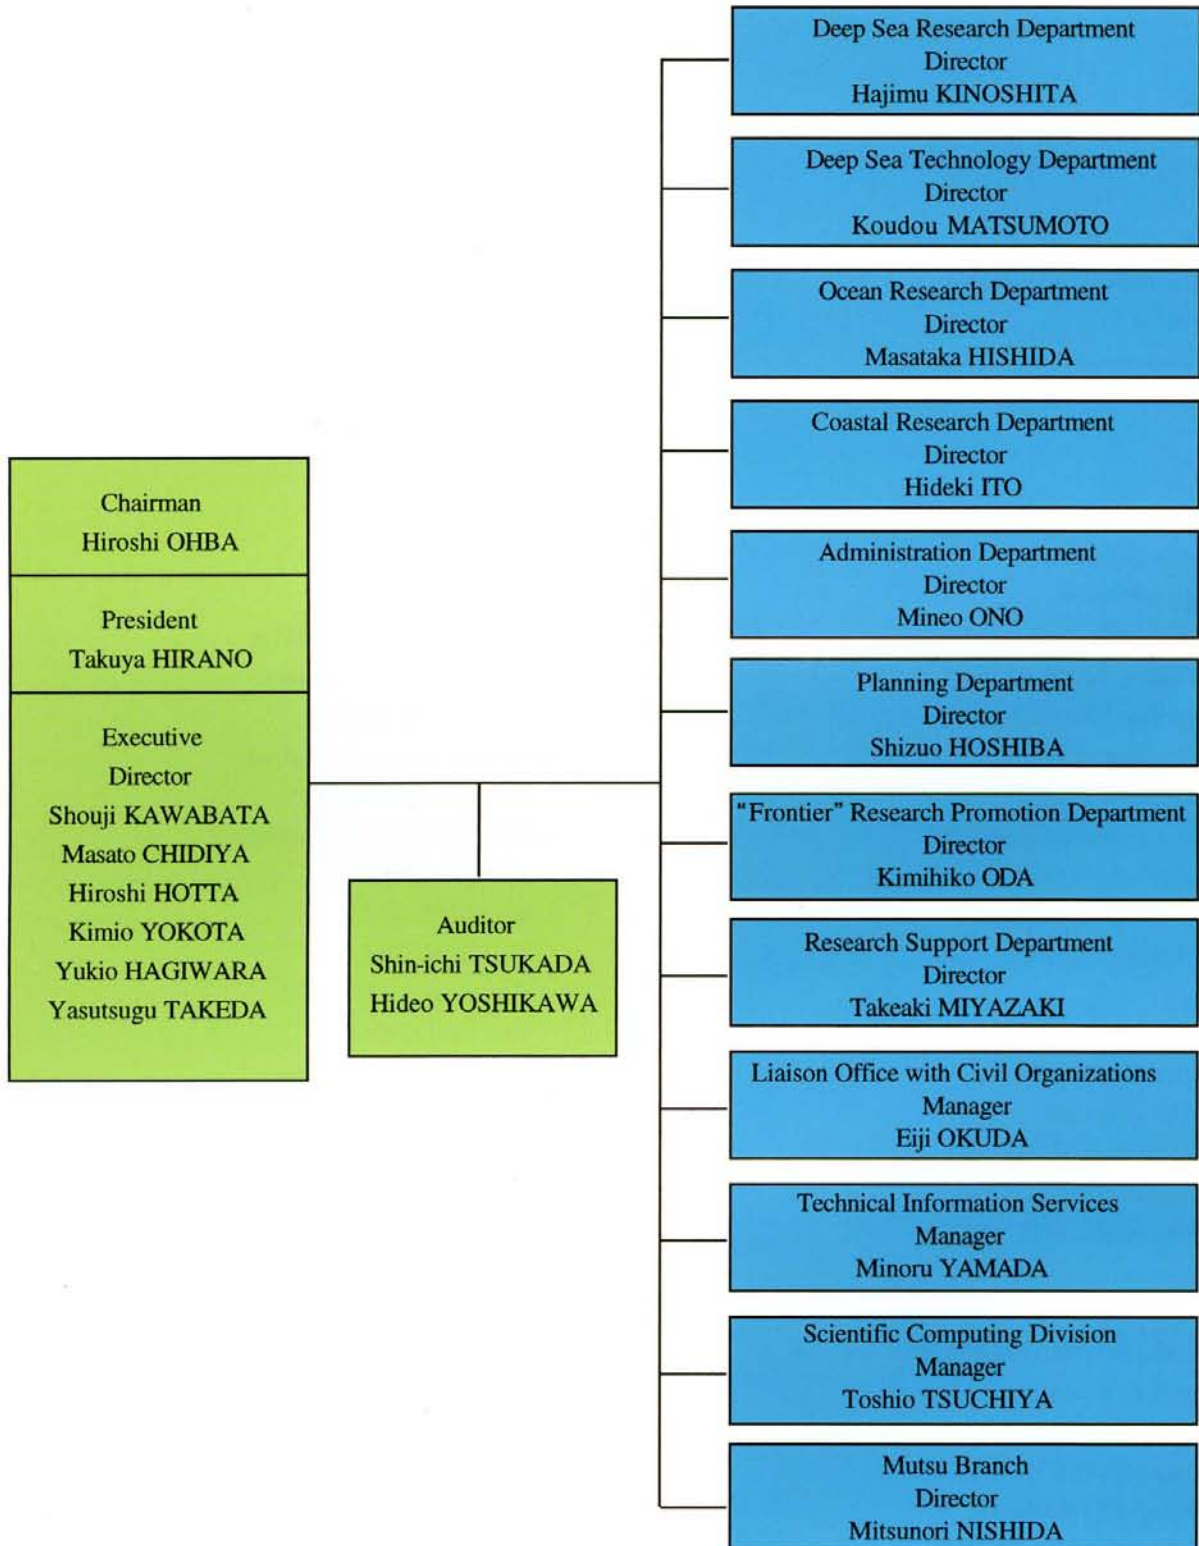 Chairman
Hiroshi OHBA
President
Takuya HIRANO
Executive
Director
Shouji KAWABATA
Masato CHIDIYA
Hiroshi HOTTA
Kimio YOKOTA
Yukio HAGIWARA
Yasutsugu TAKEDA
Auditor
Shin-ichi TSUKADA
Hideo YOSHIKAWA
Deep Sea Research Department
Director
Hajimu KINOSHITA
Deep Sea Technology Department
Director
Koudou MATSUMOTO
Ocean Research Department
Director
Masataka HISHIDA
Coastal Research Department
Director
Hideki ITO
Administration Department
Director
Mineo ONO
Planning Department
Director
Shizuo HOSHIBA
"Frontier" Research Promotion Department
Director
Kimihiko ODA
Research Support Department
Director
Takeaki MIYAZAKI
Liaison Office with Civil Organizations
Manager
Eiji OKUDA
Technical Information Services
Manager
Minoru YAMADA
Scientific Computing Division
Manager
Toshio TSUCHIYA
Mutsu Branch
Director
Mitsunori NISHIDA